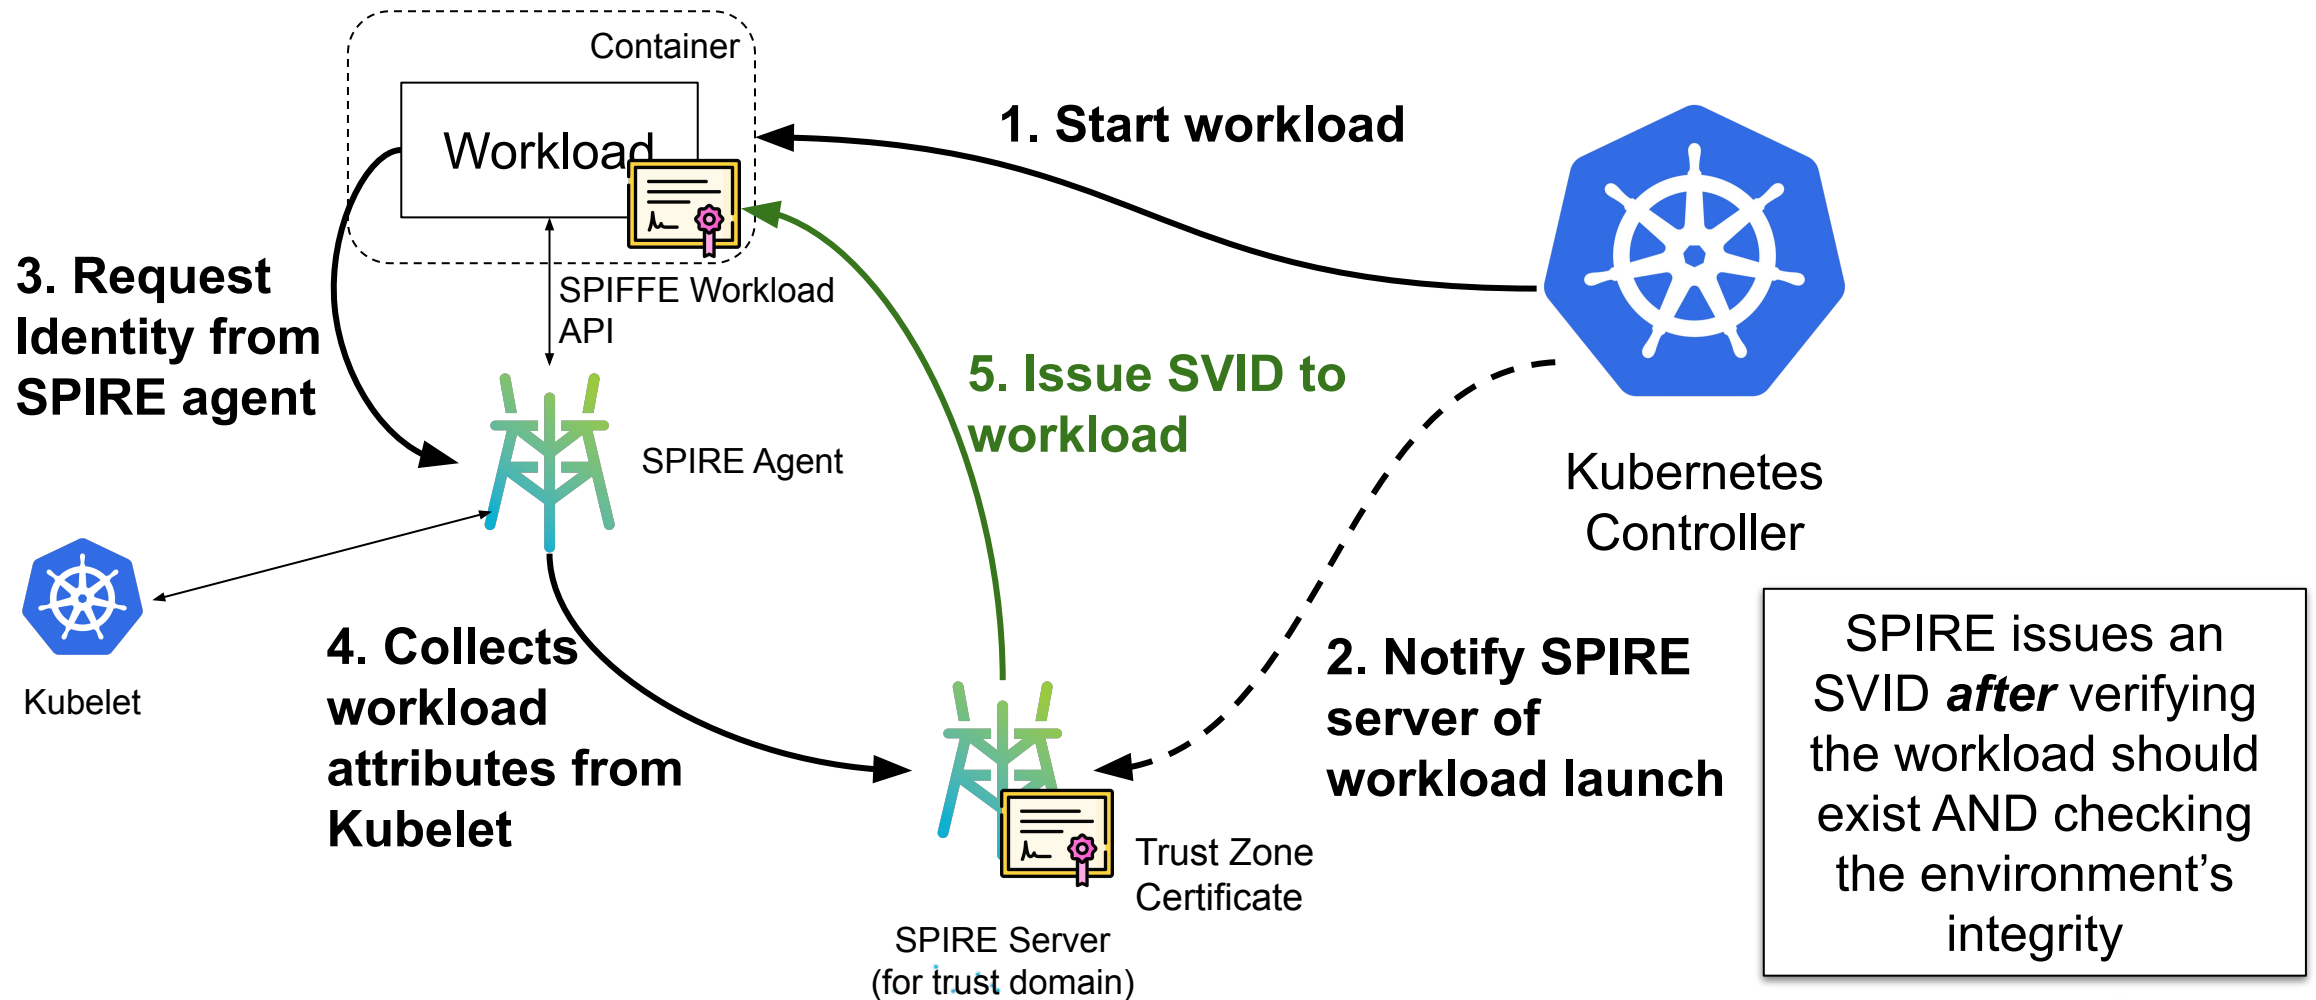 Container
Workload
1. Start workload
3. Request
Identity from
SPIRE agent
SPIFFE Workload
API
5. Issue SVID to
workload
SPIRE Agent
Kubernetes
Controller
Kubelet
4. Collects
workload
attributes from
Kubelet
2. Notify SPIRE
server of
workload launch
Trust Zone
Certificate
SPIRE Server
(for trust domain)
SPIRE issues an
SVID after verifying
the workload should
exist AND checking
the environment’s
integrity